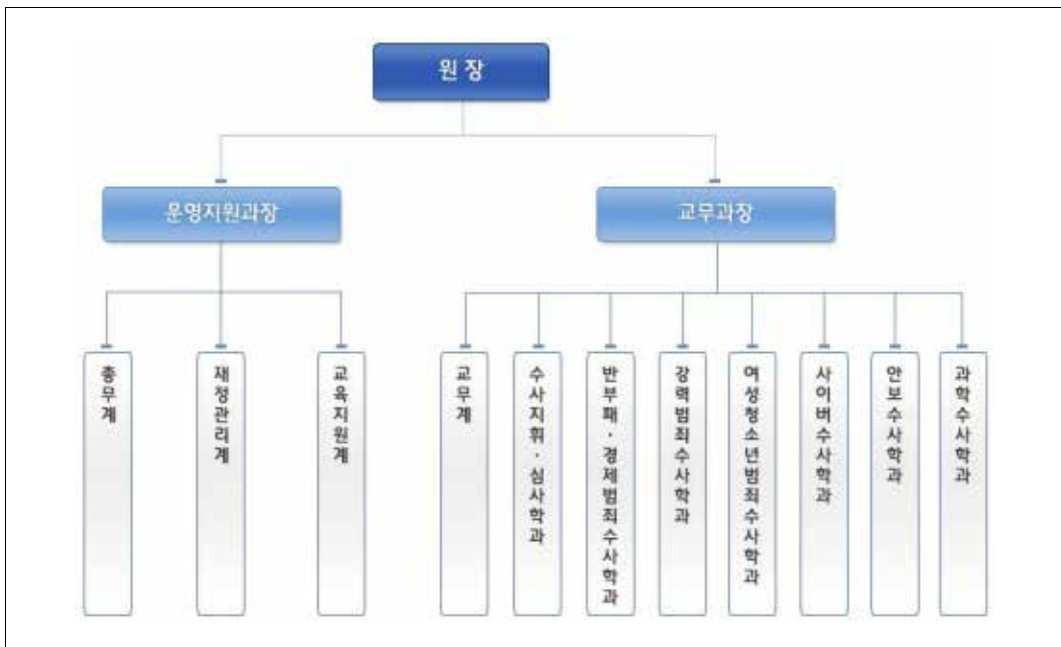 원 장
운영지원과장
교무과장
총무계
재정관리계
교육지원계
교무계
수사지휘·심사학과
반부패·경제범죄수사학과
강력범죄수사학과
여성청소년범죄수사학과
사이버수사학과
안보수사학과
과학수사학과